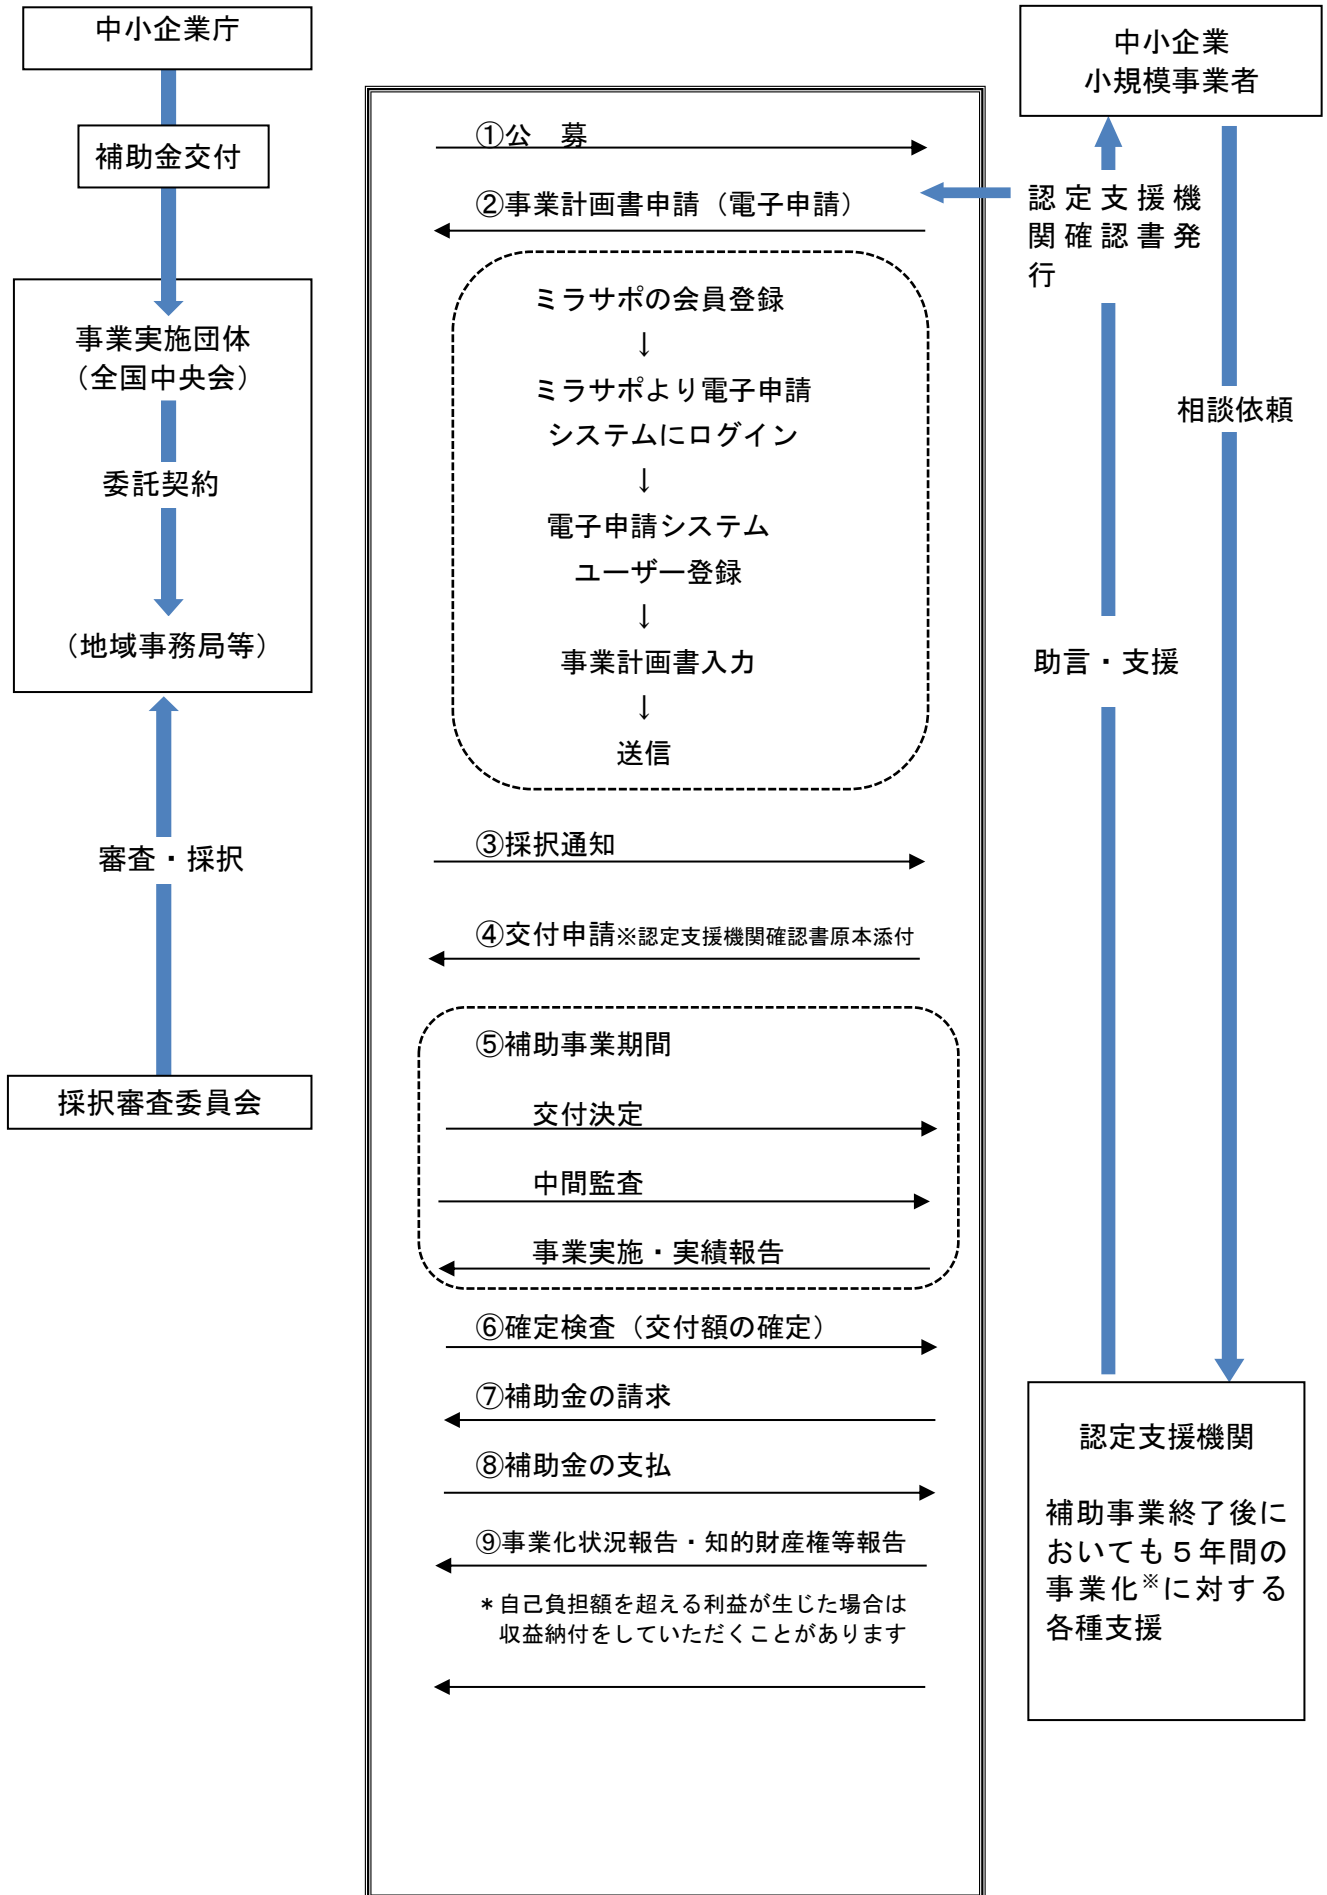 中小企業庁
補助金交付
事業実施団体
（全国中央会）
委託契約
（地域事務局等）
審査・採択
採択審査委員会
①公　募
②事業計画書申請（電子申請）
ミラサポの会員登録
↓
ミラサポより電子申請
システムにログイン
↓
電子申請システム
ユーザー登録
↓
事業計画書入力
↓
送信
③採択通知
④交付申請※認定支援機関確認書原本添付
⑤補助事業期間
交付決定
中間監査
事業実施・実績報告
⑥確定検査（交付額の確定）
⑦補助金の請求
⑧補助金の支払
⑨事業化状況報告・知的財産権等報告
＊自己負担額を超える利益が生じた場合は
収益納付をしていただくことがあります
中小企業
小規模事業者
認定支援機
関確認書発
行
相談依頼
助言・支援
認定支援機関
補助事業終了後に
おいても５年間の
事業化※に対する
各種支援